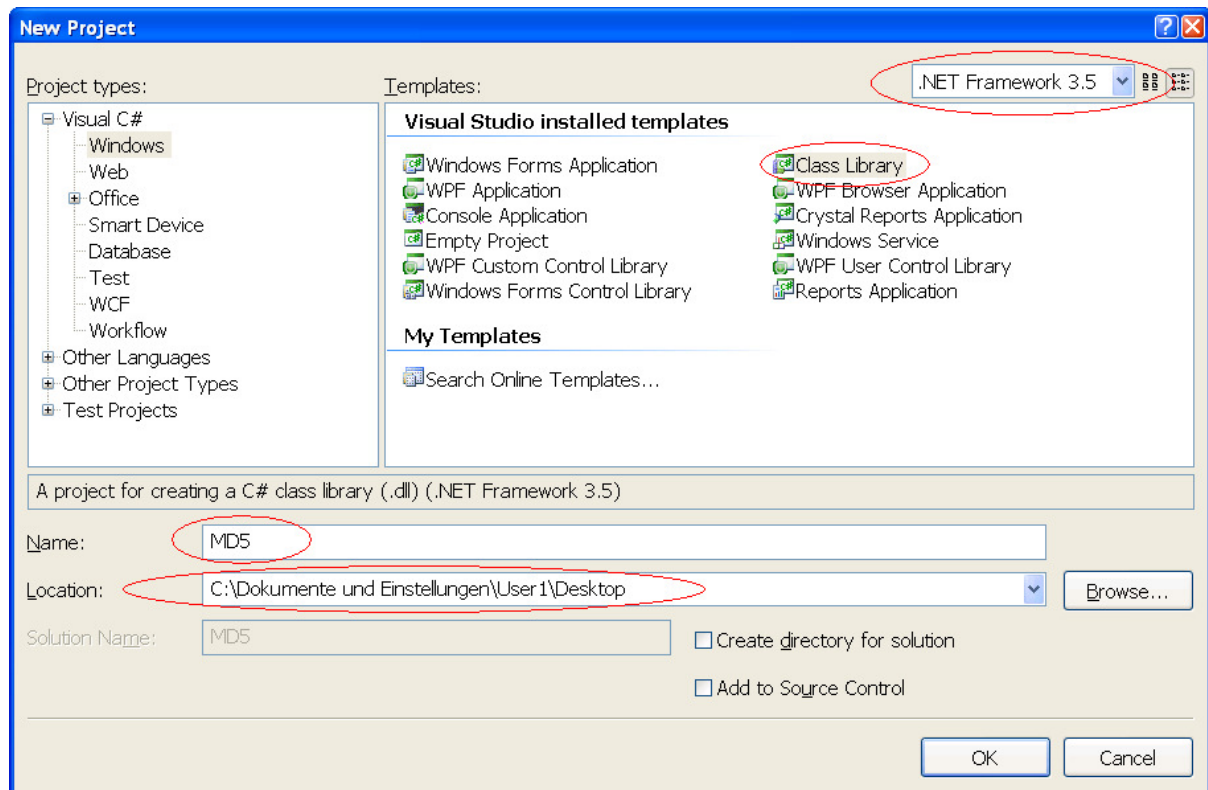 New Project
Project types:
Templates:
.NET Framework 3.5
Visual C#
Windows
Web
Office
Smart Device
Database
Test
WCF
Workflow
Other Languages
Other Project Types
Test Projects
Visual Studio installed templates
Windows Forms Application
Class Library
WPF Application
WPF Browser Application
Console Application
Crystal Reports Application
Empty Project
Windows Service
WPF Custom Control Library
WPF User Control Library
Windows Forms Control Library
Reports Application
My Templates
Search Online Templates...
A project for creating a C# class library (.dll) (.NET Framework 3.5)
Name:
MD5
Location:
C:\Dokumente und Einstellungen\User1\Desktop
Browse...
Solution Name:
MD5
Create directory for solution
Add to Source Control
OK
Cancel